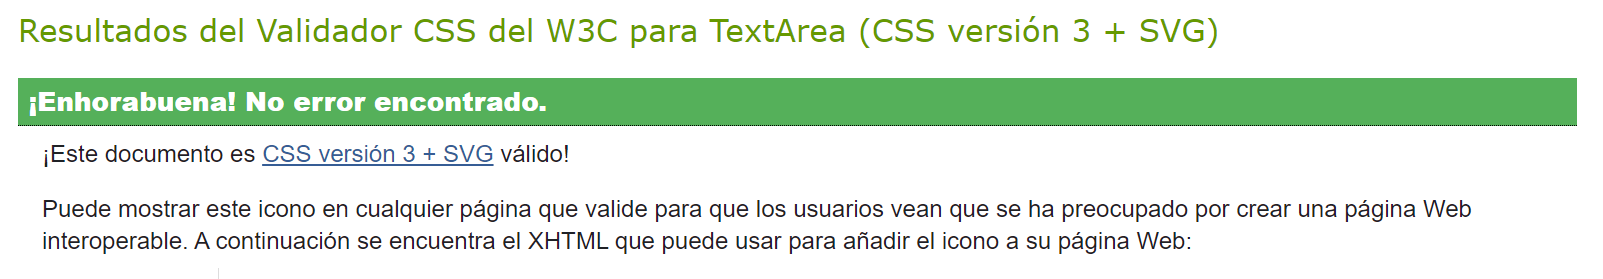 Resultados del Validador CSS del W3C para TextArea (CSS versión 3 + SVG)
¡Enhorabuena! No error encontrado.
¡Este documento es CSS versión 3 + SVG válido!
Puede mostrar este icono en cualquier página que valide para que los usuarios vean que se ha preocupado por crear una página Web
interoperable. A continuación se encuentra el XHTML que puede usar para añadir el icono a su página Web: